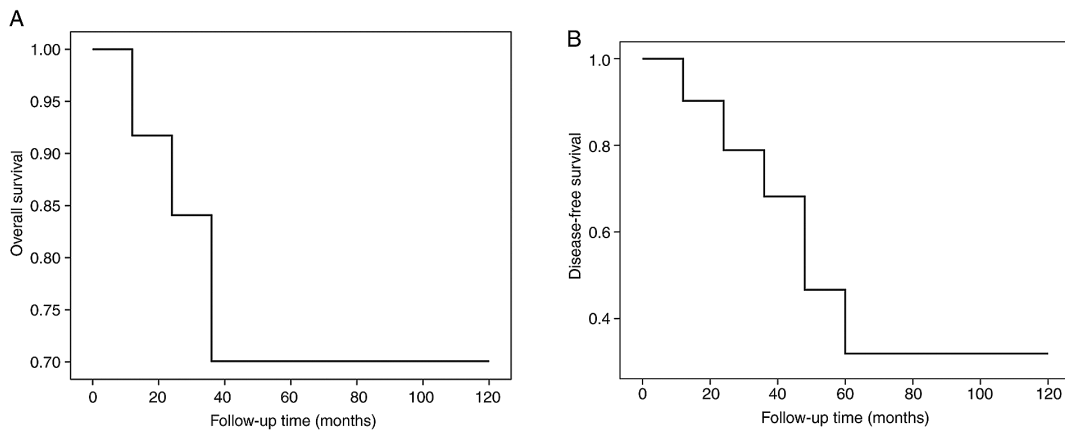 A
Overall survival
1.00
0.95
0.90
0.85
0.80
0.75
0.70
0 20 40 60 80 100 120
Follow-up time (months)
B
Disease-free survival
1.0
0.8
0.6
0.4
0 20 40 60 80 100 120
Follow-up time (months)